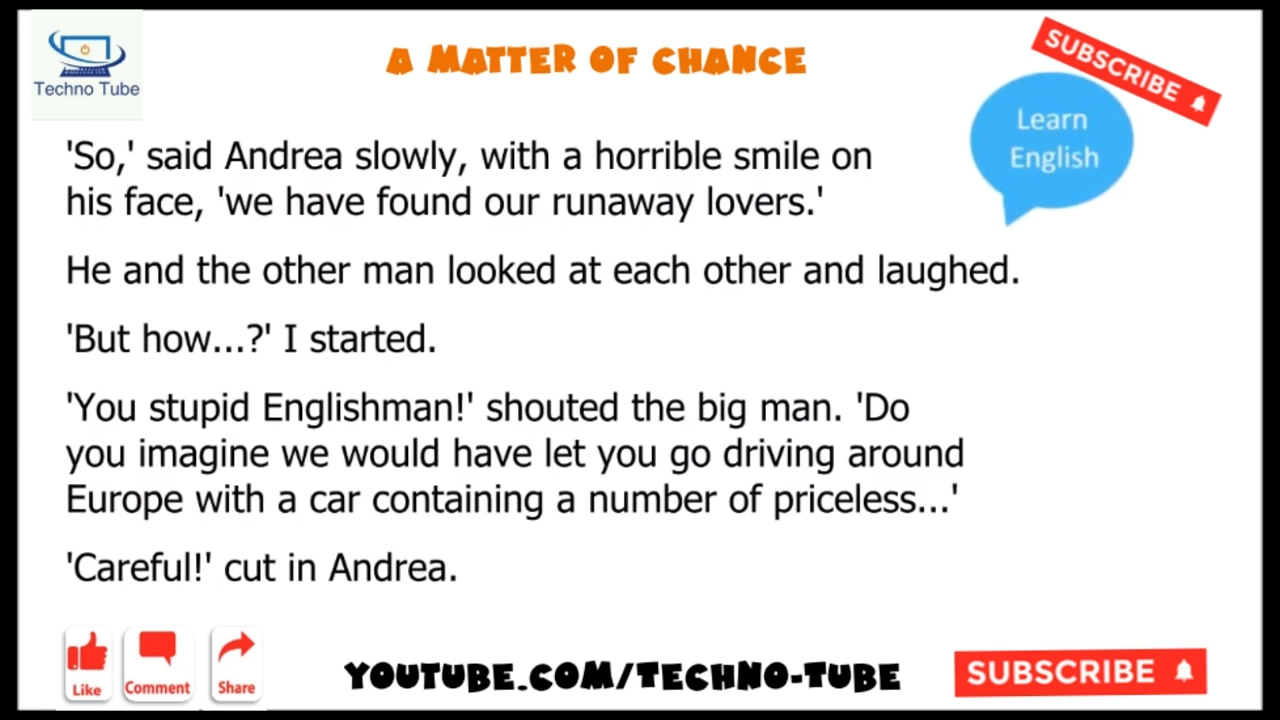 Techno Tube
A MATTER OF CHANCE
SUBSCRIBE
Learn
English
'So,' said Andrea slowly, with a horrible smile on
his face, 'we have found our runaway lovers.'
He and the other man looked at each other and laughed.
'But how...?' I started.
'You stupid Englishman!' shouted the big man. 'Do
you imagine we would have let you go driving around
Europe with a car containing a number of priceless...'
'Careful!' cut in Andrea.
Like
Comment
Share
YOUTUBE.COM/TECHNO-TUBE
SUBSCRIBE